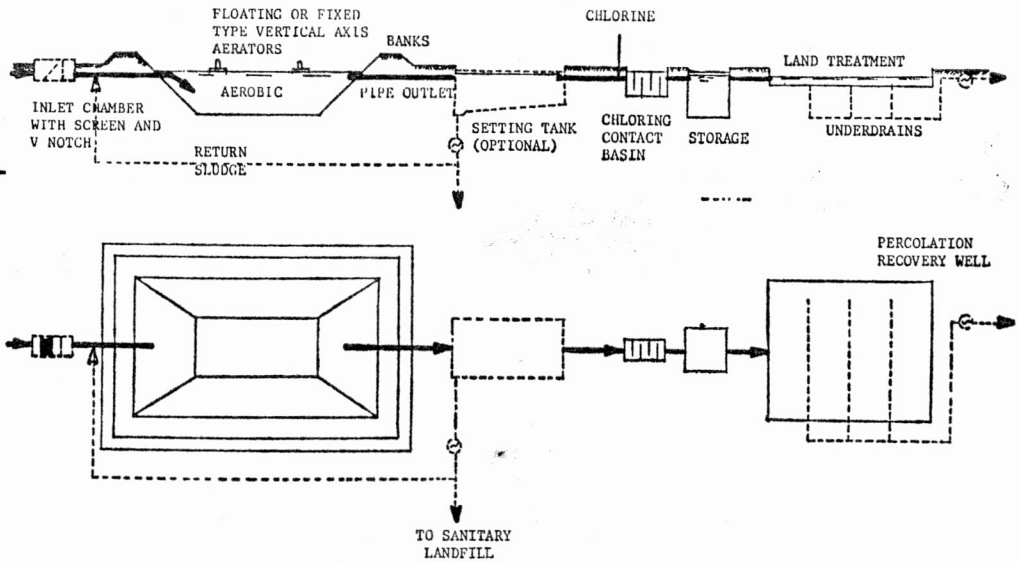 FLOATING OR FIXED
TYPE VERTICAL AXIS
AERATORS
BANKS
CHLORINE
LAND TREATMENT
AEROBIC
PIPE OUTLET
INLET CHAMBER
WITH SCREEN AND
V NOTCH
SETTING TANK
(OPTIONAL)
CHLORING
CONTACT
BASIN
STORAGE
UNDERDRAINS
RETURN
SLUDGE
PERCOLATION
RECOVERY WELL
TO SANITARY
LANDFILL